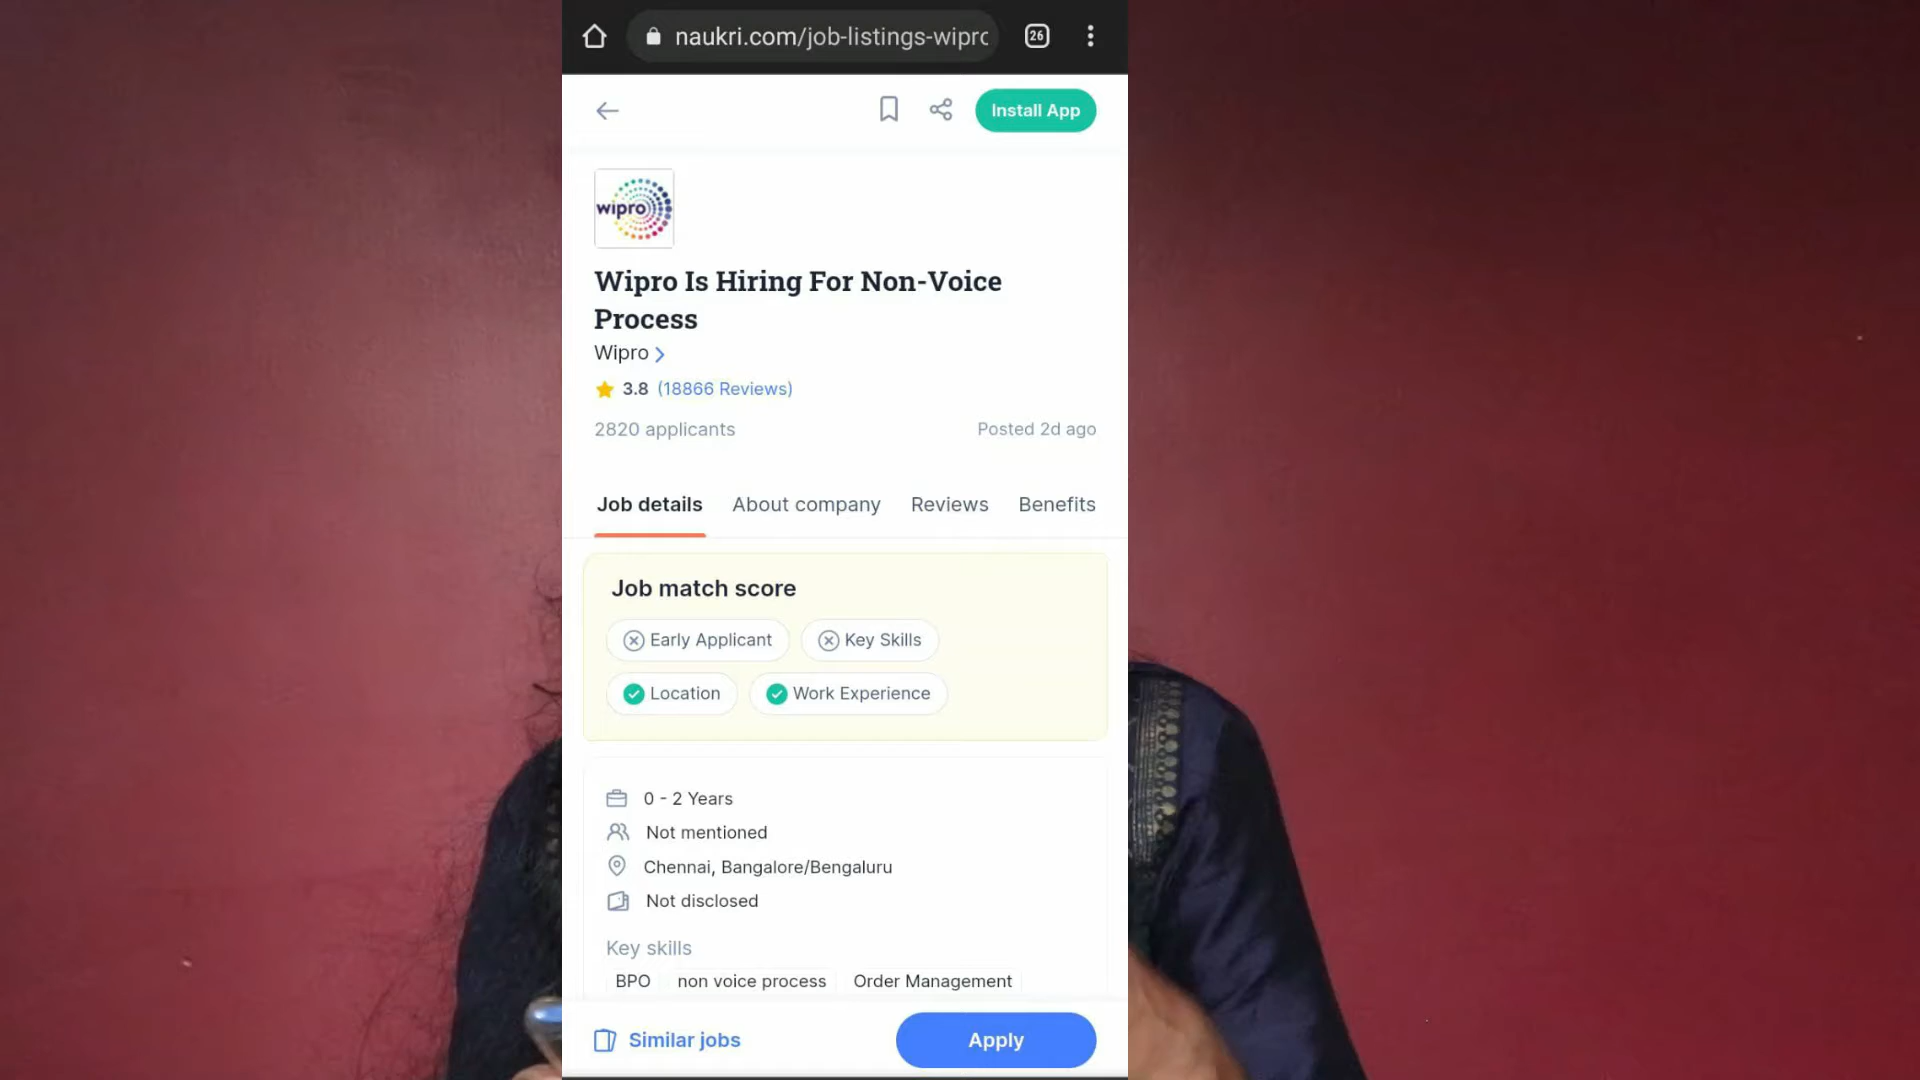 naukri.com/job-listings-wipro
26
Install App
wipro
Wipro Is Hiring For Non-Voice
Process
Wipro
3.8 (18866 Reviews)
2820 applicants
Posted 2d ago
Job details
About company
Reviews
Benefits
Job match score
Early Applicant
Key Skills
Location
Work Experience
0 - 2 Years
Not mentioned
Chennai, Bangalore/Bengaluru
Not disclosed
Key skills
BPO
non voice process
Order Management
Similar jobs
Apply